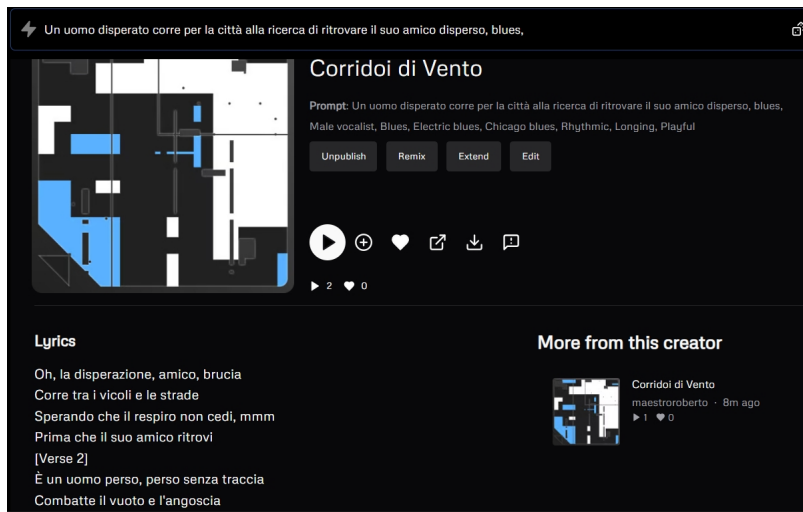 Un uomo disperato corre per la città alla ricerca di ritrovare il suo amico disperso, blues,
Corridoi di Vento
Prompt: Un uomo disperato corre per la città alla ricerca di ritrovare il suo amico disperso, blues,
Male vocalist, Blues, Electric blues, Chicago blues, Rhythmic, Longing, Playful
Unpublish Remix Extend Edit
2 0
Lyrics
Oh, la disperazione, amico, brucia
Corre tra i vicoli e le strade
Sperando che il respiro non cedi, mmm
Prima che il suo amico ritrovi
[Verse 2]
È un uomo perso, perso senza traccia
Combatte il vuoto e l'angoscia
More from this creator
Corridoi di Vento
maestroroberto · 8m ago
1 0